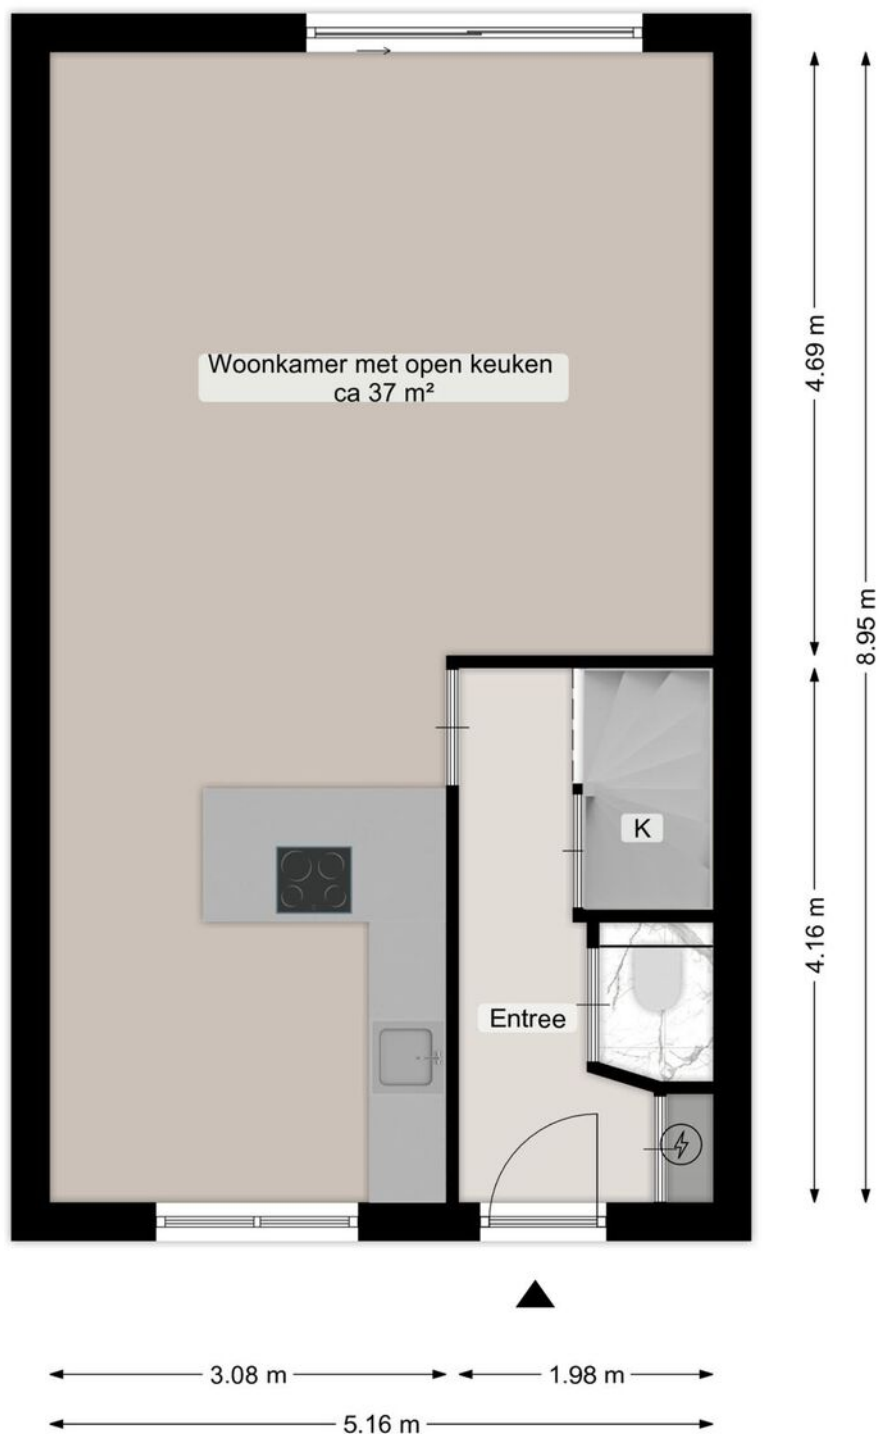 Woonkamer met open keuken
ca 37 m²
4.69 m
8.95 m
K
4.16 m
Entree
3.08 m
1.98 m
5.16 m